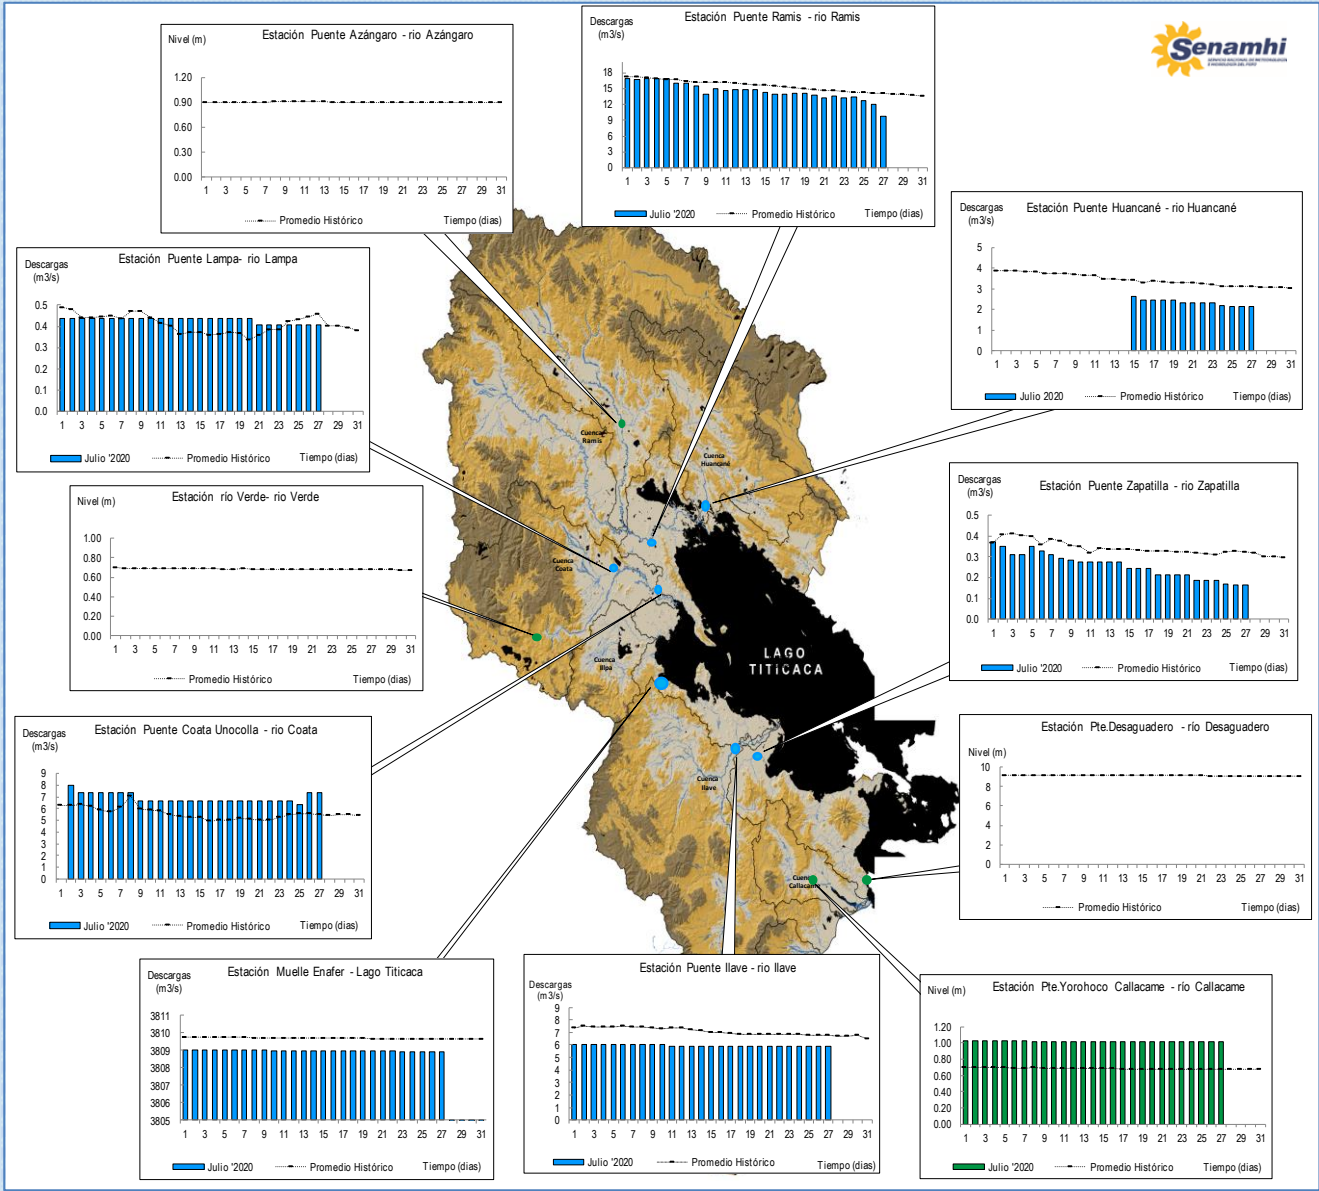 Senamhi
Estación Puente Azángaro - rio Azángaro
Nivel (m)
1.20
0.90
0.60
0.30
0.00
1 3 5 7 9 11 13 15 17 19 21 23 25 27 29 31
Promedio Histórico Tiempo (dias)
Estación Puente Ramis - rio Ramis
Descargas
(m3/s)
18
15
12
9
6
3
0
1 3 5 7 9 11 13 15 17 19 21 23 25 27 29 31
Julio '2020 Promedio Histórico Tiempo (dias)
Estación Puente Huancané - rio Huancané
Descargas
(m3/s)
5
4
3
2
1
0
1 3 5 7 9 11 13 15 17 19 21 23 25 27 29 31
Julio 2020 Promedio Histórico Tiempo (dias)
Estación Puente Lampa- rio Lampa
Descargas
(m3/s)
0.5
0.4
0.3
0.2
0.1
0.0
1 3 5 7 9 11 13 15 17 19 21 23 25 27 29 31
Julio '2020 Promedio Histórico Tiempo (dias)
Estación Puente Zapatilla - rio Zapatilla
Descargas
(m3/s)
0.5
0.4
0.3
0.2
0.1
0.0
1 3 5 7 9 11 13 15 17 19 21 23 25 27 29 31
Julio '2020 Promedio Histórico Tiempo (dias)
Estación río Verde- rio Verde
Nivel (m)
1.00
0.80
0.60
0.40
0.20
0.00
1 3 5 7 9 11 13 15 17 19 21 23 25 27 29 31
Promedio Histórico Tiempo (dias)
Cuenca
Ramis
Cuenca
Huancané
Cuenca
Coata
Cuenca
Illpa
LAGO
TITICACA
Cuenca
Ilave
Cuenca
Callacame
Estación Puente Coata Unocolla - rio Coata
Descargas
(m3/s)
9
8
7
6
5
4
3
2
1
0
1 3 5 7 9 11 13 15 17 19 21 23 25 27 29 31
Julio '2020 Promedio Histórico Tiempo (dias)
Estación Pte.Desaguadero - río Desaguadero
Nivel (m)
10
8
6
4
2
0
1 3 5 7 9 11 13 15 17 19 21 23 25 27 29 31
Promedio Histórico Tiempo (dias)
Estación Muelle Enafer - Lago Titicaca
Descargas
(m3/s)
3811
3810
3809
3808
3807
3806
3805
1 3 5 7 9 11 13 15 17 19 21 23 25 27 29 31
Julio '2020 Promedio Histórico Tiempo (dias)
Estación Puente Ilave - rio Ilave
Descargas
(m3/s)
9
8
7
6
5
4
3
2
1
0
1 3 5 7 9 11 13 15 17 19 21 23 25 27 29 31
Julio '2020 Promedio Histórico Tiempo (dias)
Estación Pte.Yorohoco Callacame - río Callacame
Nivel (m)
1.20
1.00
0.80
0.60
0.40
0.20
0.00
1 3 5 7 9 11 13 15 17 19 21 23 25 27 29 31
Julio '2020 Promedio Histórico Tiempo (dias)